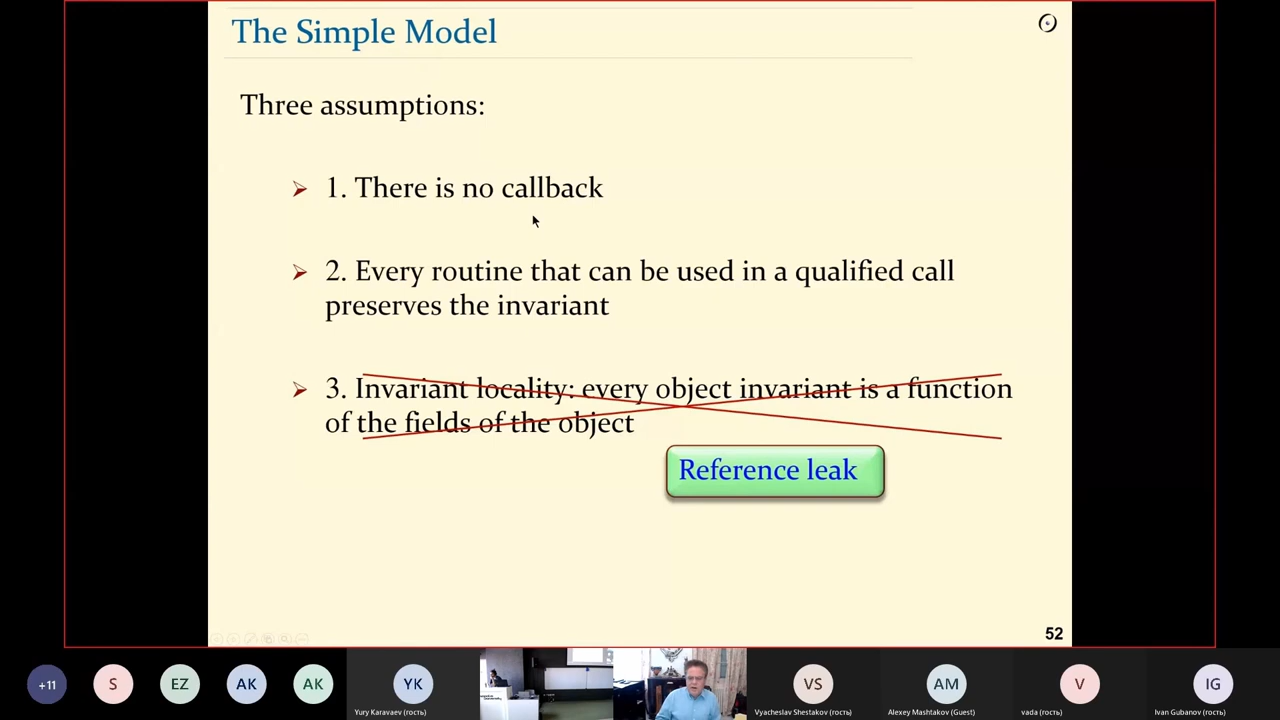 The Simple Model
Three assumptions:
1. There is no callback
2. Every routine that can be used in a qualified call
preserves the invariant
3. Invariant locality: every object invariant is a function
of the fields of the object
Reference leak
52
+11
S
EZ
AK
AK
YK
VS
AM
V
IG
Yury Karavaev (гость)
Vyacheslav Shestakov (гость)
Alexey Mashtakov (Guest)
vada (гость)
Ivan Gubanov (гость)